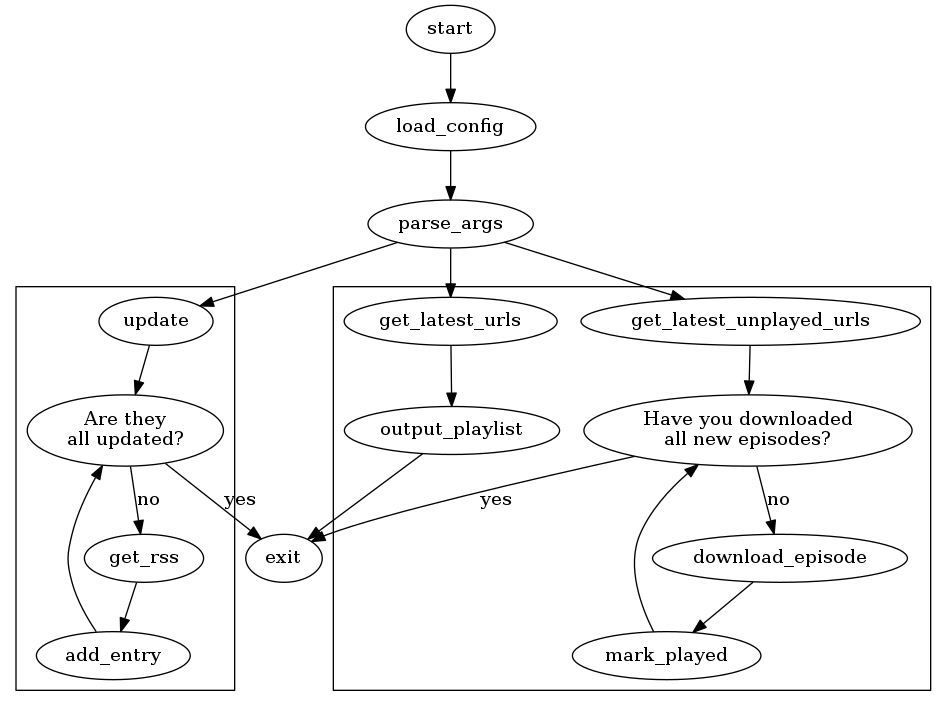 start
load_config
parse_args
update
get_latest_urls
get_latest_unplayed_urls
Are they
all updated?
output_playlist
Have you downloaded
all new episodes?
no
yes
yes
no
get_rss
exit
download_episode
add_entry
mark_played